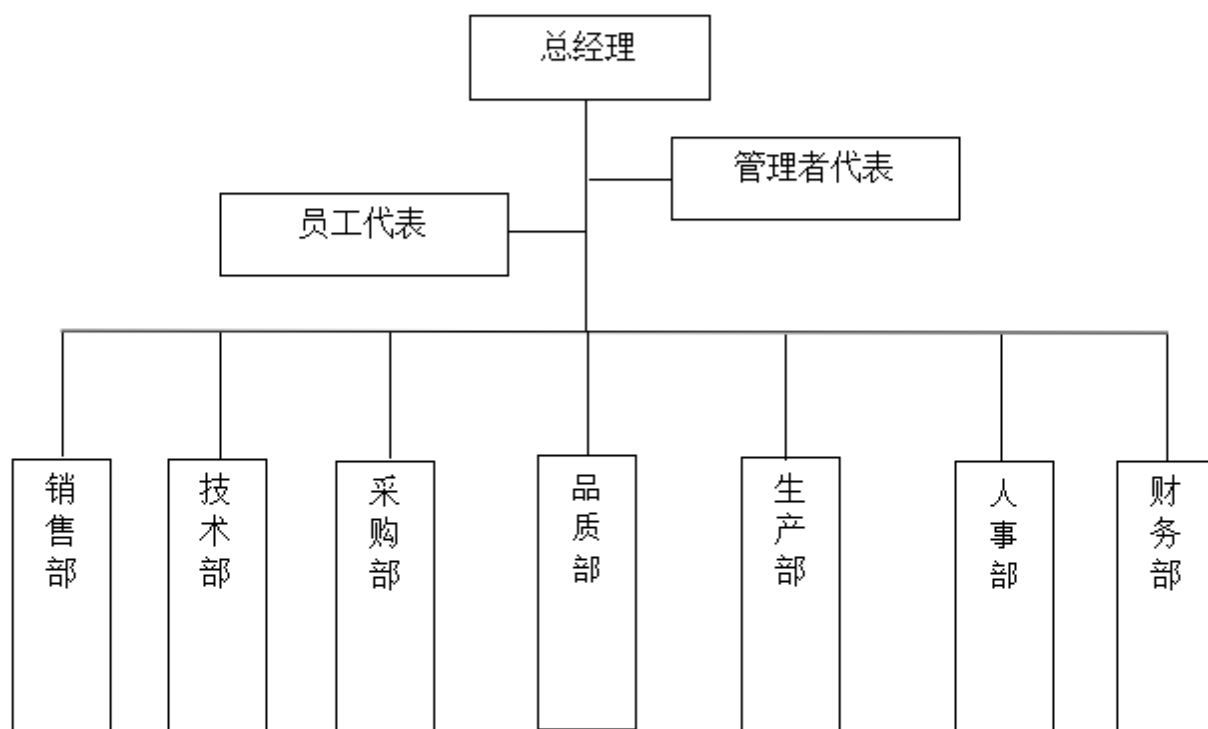 总经理
管理者代表
员工代表
销售部
技术部
采购部
品质部
生产部
人事部
财务部